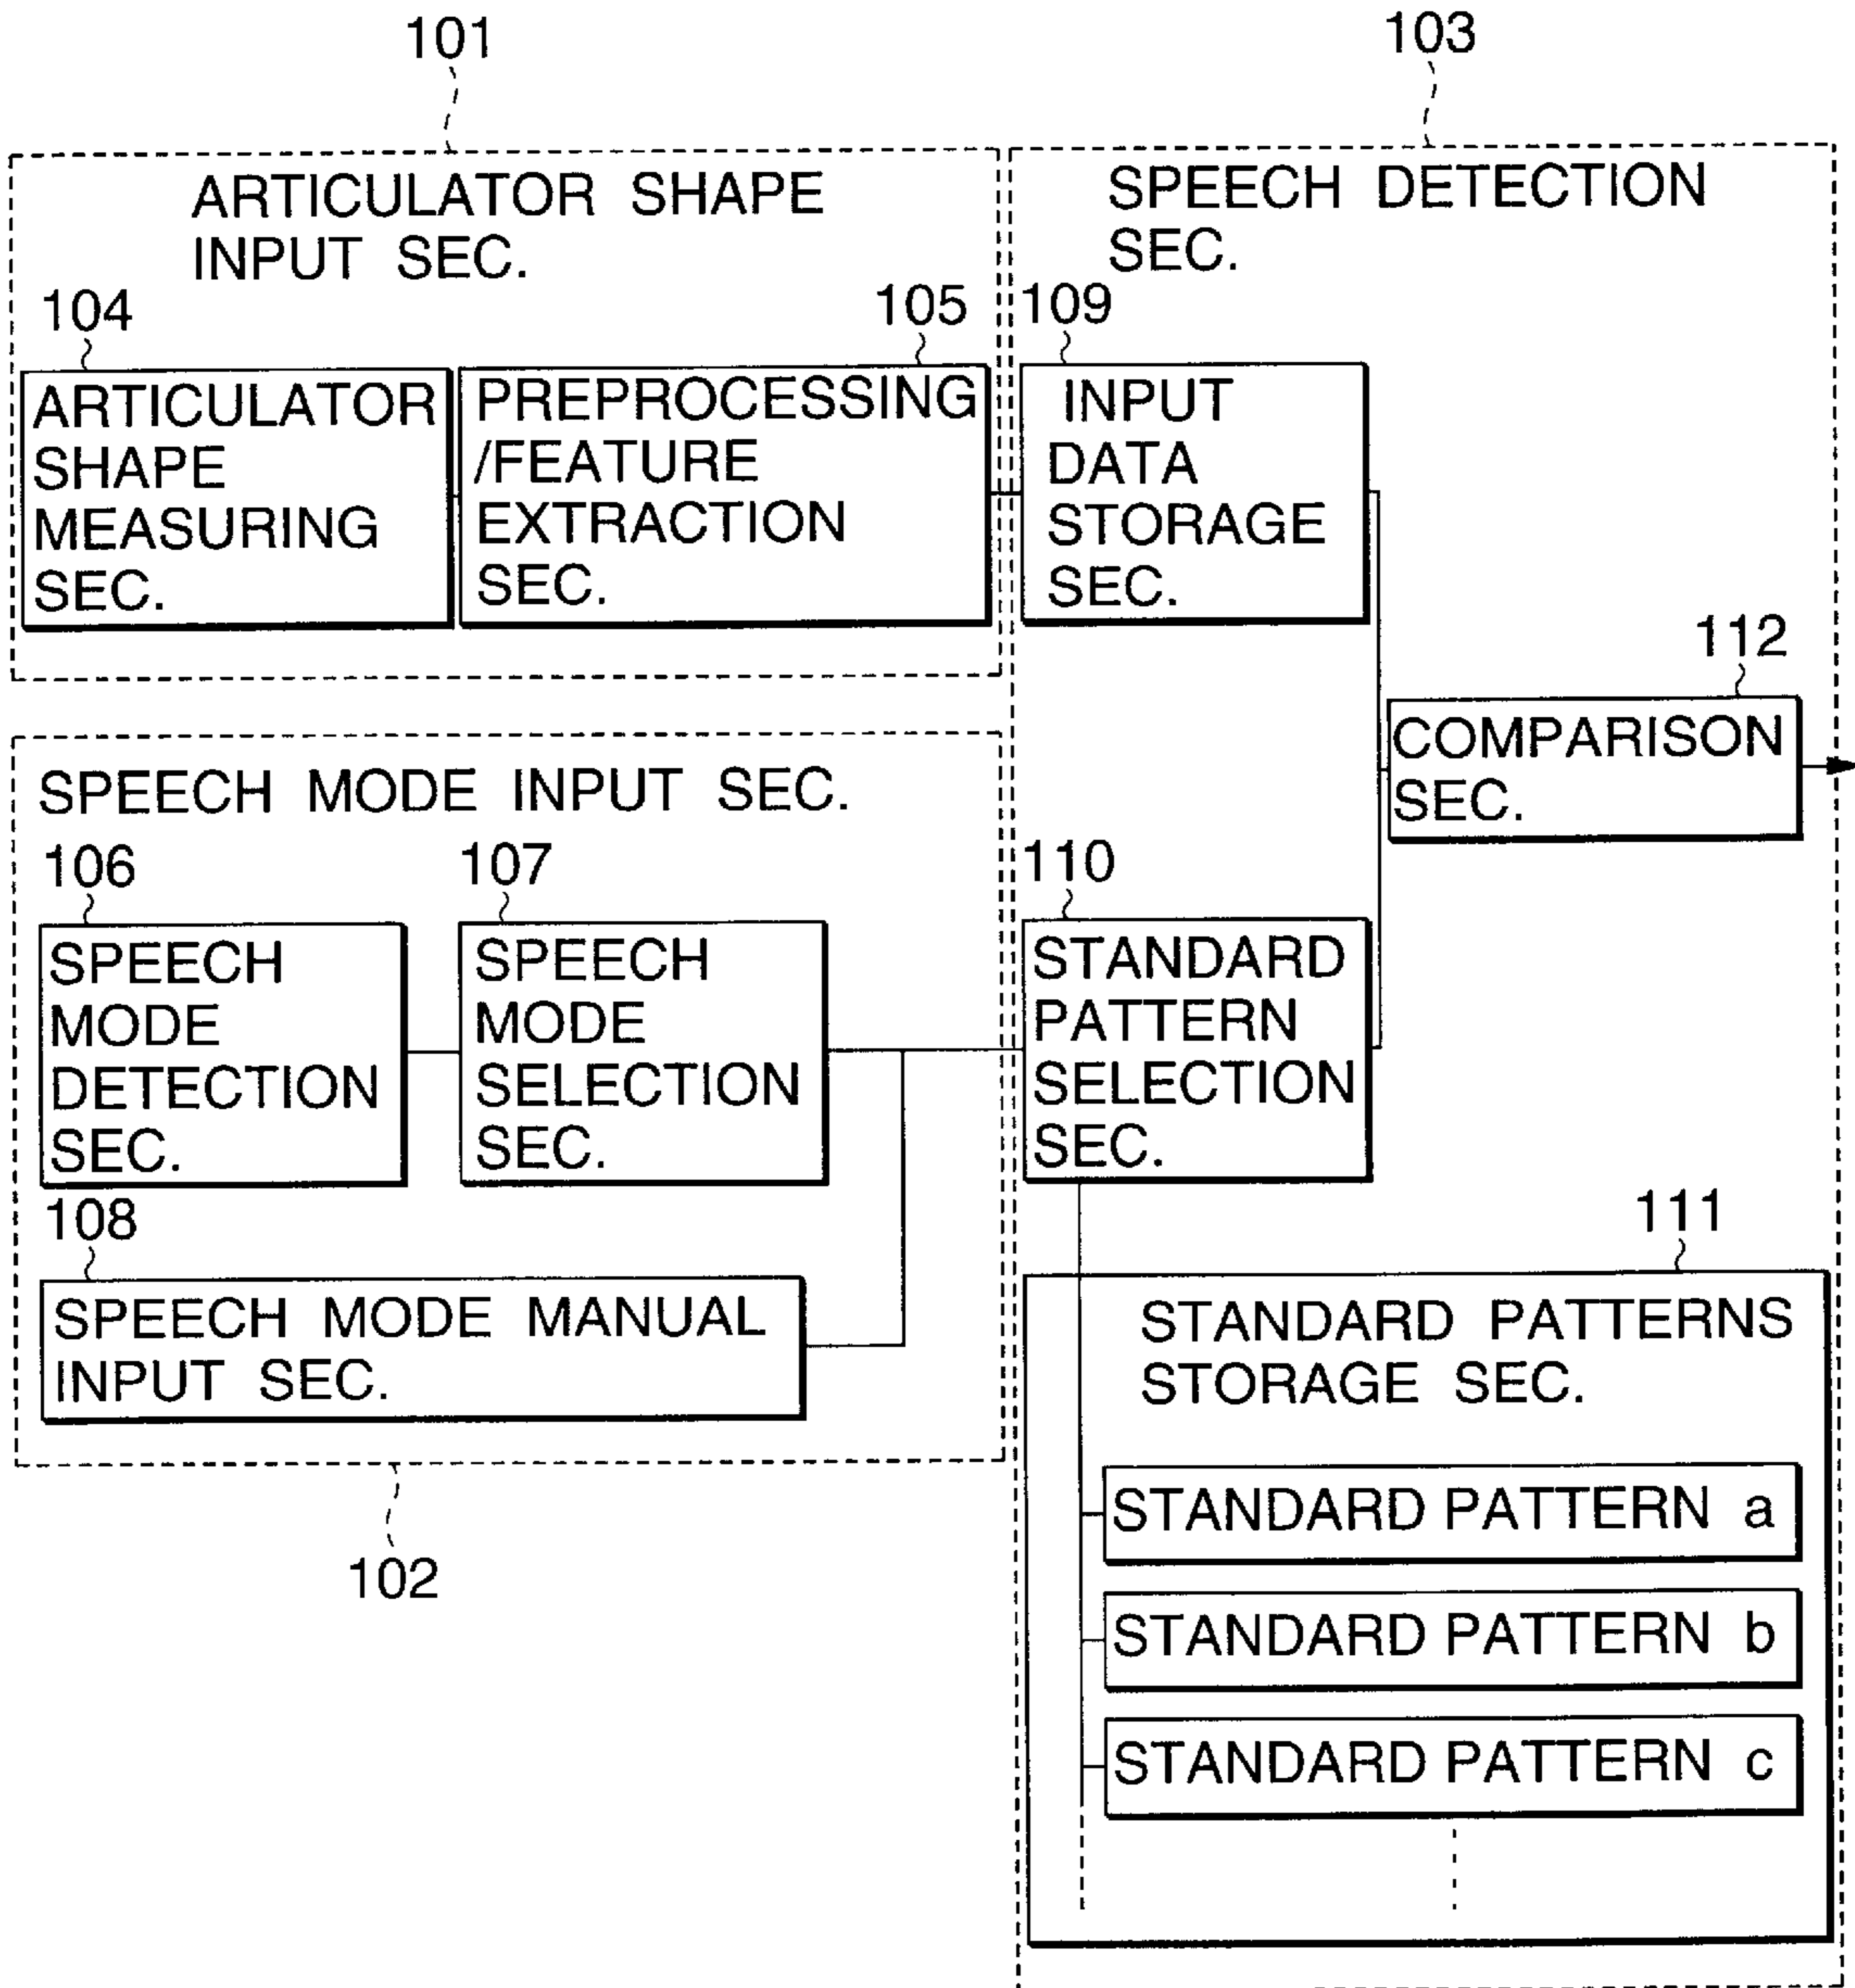 101
103
ARTICULATOR SHAPE
INPUT SEC.
SPEECH DETECTION
SEC.
104
105
109
ARTICULATOR
SHAPE
MEASURING
SEC.
PREPROCESSING
/FEATURE
EXTRACTION
SEC.
INPUT
DATA
STORAGE
SEC.
112
COMPARISON
SEC.
SPEECH MODE INPUT SEC.
106
107
110
SPEECH
MODE
DETECTION
SEC.
SPEECH
MODE
SELECTION
SEC.
STANDARD
PATTERN
SELECTION
SEC.
108
SPEECH MODE MANUAL
INPUT SEC.
102
111
STANDARD PATTERNS
STORAGE SEC.
STANDARD PATTERN a
STANDARD PATTERN b
STANDARD PATTERN c